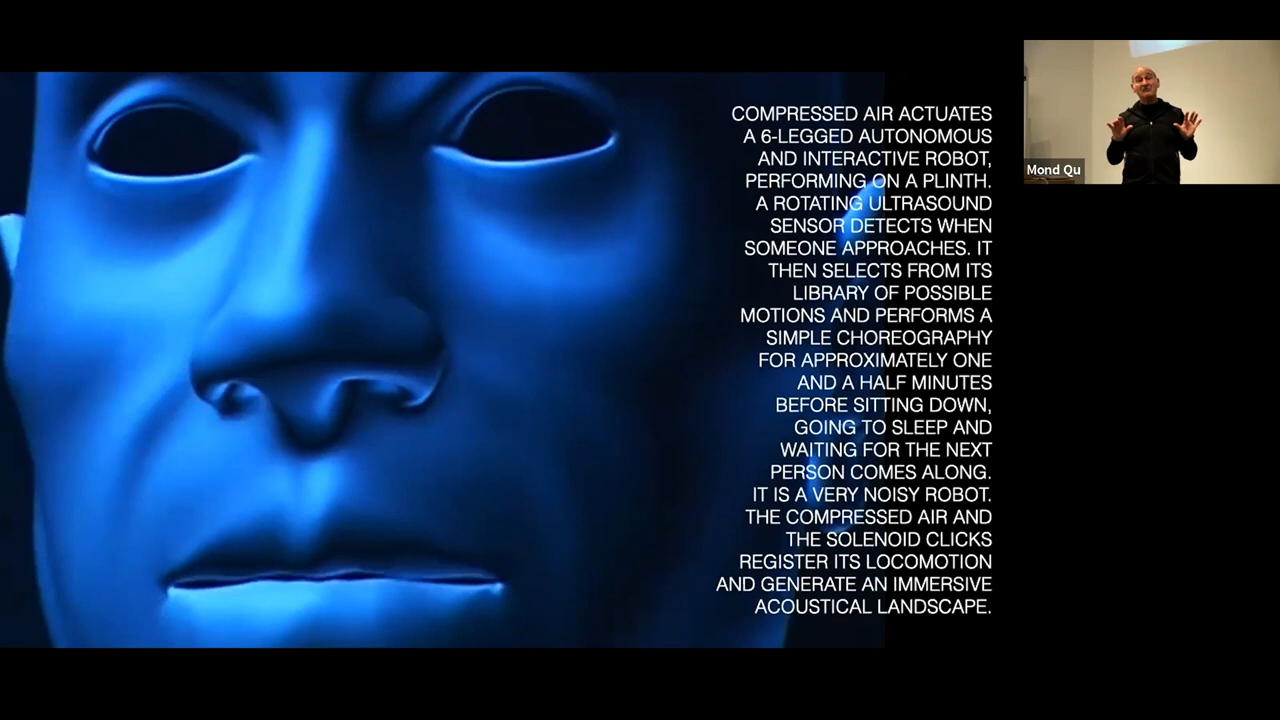 COMPRESSED AIR ACTUATES
A 6-LEGGED AUTONOMOUS
AND INTERACTIVE ROBOT,
PERFORMING ON A PLINTH.
A ROTATING ULTRASOUND
SENSOR DETECTS WHEN
SOMEONE APPROACHES. IT
THEN SELECTS FROM ITS
LIBRARY OF POSSIBLE
MOTIONS AND PERFORMS A
SIMPLE CHOREOGRAPHY
FOR APPROXIMATELY ONE
AND A HALF MINUTES
BEFORE SITTING DOWN,
GOING TO SLEEP AND
WAITING FOR THE NEXT
PERSON COMES ALONG.
IT IS A VERY NOISY ROBOT.
THE COMPRESSED AIR AND
THE SOLENOID CLICKS
REGISTER ITS LOCOMOTION
AND GENERATE AN IMMERSIVE
ACOUSTICAL LANDSCAPE.
Mond Qu